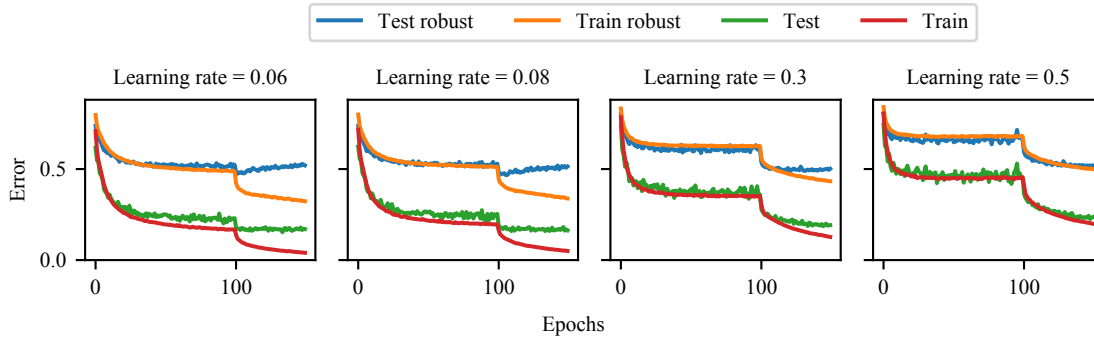 Test robust Train robust Test Train
Learning rate = 0.06 Learning rate = 0.08 Learning rate = 0.3 Learning rate = 0.5
Error
0.5
0.0
0 100 0 100 0 100 0 100
Epochs